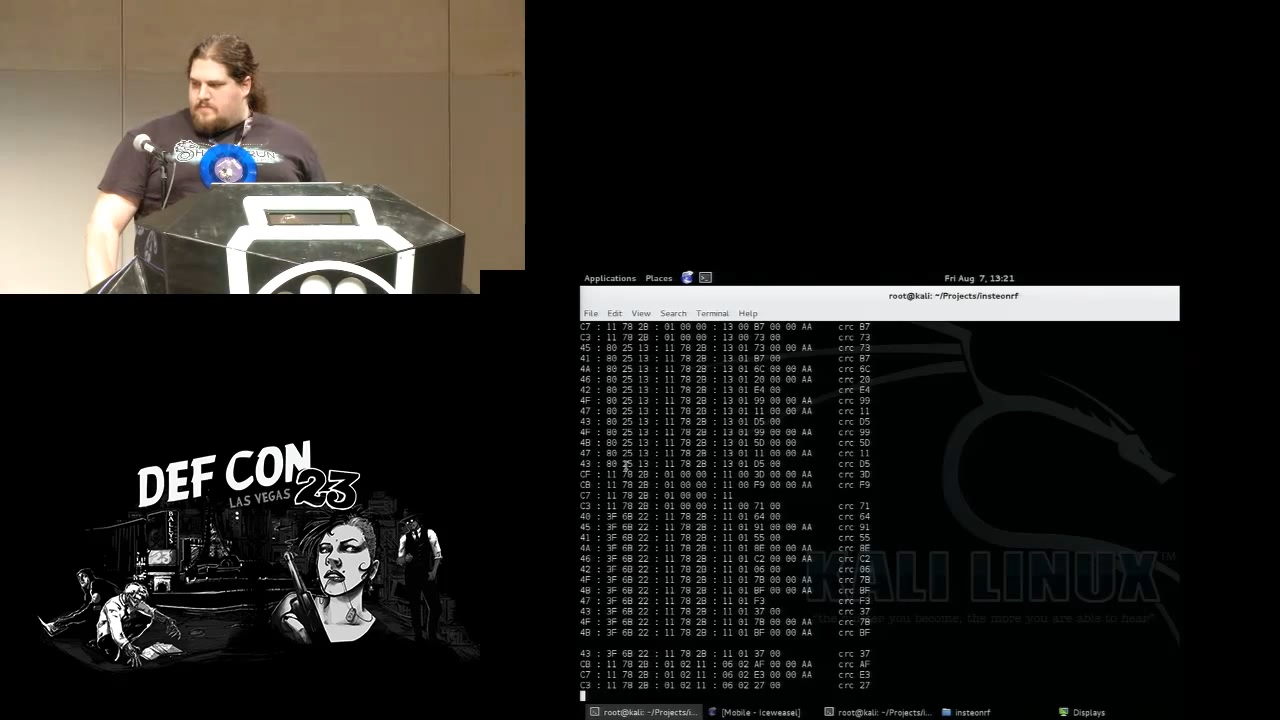 DEF CON
LAS VEGAS 23
BALLYS
Applications Places Fri Aug 7, 13:21
root@kali: ~/Projects/insteonrf
File Edit View Search Terminal Help
C7 : 11 78 2B : 01 00 00 : 13 00 B7 00 00 AA crc B7
C3 : 11 78 2B : 01 00 00 : 13 00 73 00 crc 73
45 : 80 25 13 : 11 78 2B : 13 01 73 00 00 AA crc 73
41 : 80 25 13 : 11 78 2B : 13 01 B7 00 crc B7
4A : 80 25 13 : 11 78 2B : 13 01 6C 00 00 AA crc 6C
46 : 80 25 13 : 11 78 2B : 13 01 20 00 00 AA crc 20
42 : 80 25 13 : 11 78 2B : 13 01 E4 00 crc E4
4F : 80 25 13 : 11 78 2B : 13 01 99 00 00 AA crc 99
47 : 80 25 13 : 11 78 2B : 13 01 11 00 00 AA crc 11
43 : 80 25 13 : 11 78 2B : 13 01 D5 00 crc D5
4F : 80 25 13 : 11 78 2B : 13 01 99 00 00 AA crc 99
4B : 80 25 13 : 11 78 2B : 13 01 5D 00 00 crc 5D
47 : 80 25 13 : 11 78 2B : 13 01 11 00 00 AA crc 11
43 : 80 25 13 : 11 78 2B : 13 01 D5 00 crc D5
CF : 11 78 2B : 01 00 00 : 11 00 3D 00 00 AA crc 3D
CB : 11 78 2B : 01 00 00 : 11 00 F9 00 00 AA crc F9
C7 : 11 78 2B : 01 00 00 : 11
C3 : 11 78 2B : 01 00 00 : 11 00 71 00 crc 71
40 : 3F 6B 22 : 11 78 2B : 11 01 64 00 crc 64
45 : 3F 6B 22 : 11 78 2B : 11 01 91 00 00 AA crc 91
41 : 3F 6B 22 : 11 78 2B : 11 01 55 00 crc 55
4A : 3F 6B 22 : 11 78 2B : 11 01 8E 00 00 AA crc 8E
46 : 3F 6B 22 : 11 78 2B : 11 01 C2 00 00 AA crc C2
42 : 3F 6B 22 : 11 78 2B : 11 01 06 00 crc 06
4F : 3F 6B 22 : 11 78 2B : 11 01 7B 00 00 AA crc 7B
4B : 3F 6B 22 : 11 78 2B : 11 01 BF 00 00 AA crc BF
47 : 3F 6B 22 : 11 78 2B : 11 01 F3 crc F3
43 : 3F 6B 22 : 11 78 2B : 11 01 37 00 crc 37
4F : 3F 6B 22 : 11 78 2B : 11 01 7B 00 00 AA crc 7B
4B : 3F 6B 22 : 11 78 2B : 11 01 BF 00 00 AA crc BF
43 : 3F 6B 22 : 11 78 2B : 11 01 37 00 crc 37
CB : 11 78 2B : 01 02 11 : 06 02 AF 00 00 AA crc AF
C7 : 11 78 2B : 01 02 11 : 06 02 E3 00 00 AA crc E3
C3 : 11 78 2B : 01 02 11 : 06 02 27 00 crc 27
KALI LINUX™
you become, the more you are able to hear"
root@kali: ~/Projects/i... [Mobile - Iceweasel] root@kali: ~/Projects/i... insteonrf Displays